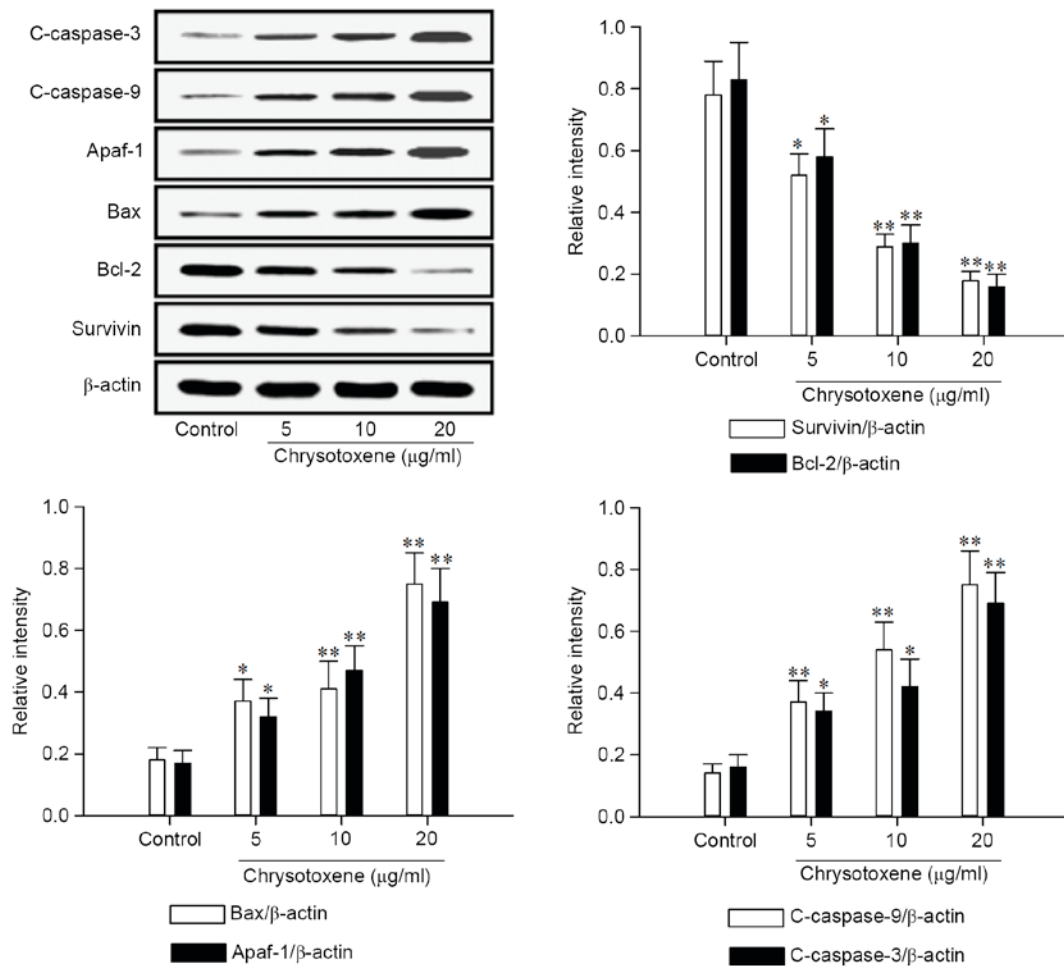 C-caspase-3
C-caspase-9
Apaf-1
Bax
Bcl-2
Survivin
β-actin
Control 5 10 20
Chrysotoxene (μg/ml)
1.0
0.8
0.6
0.4
0.2
0.0
Relative intensity
* *
** **
** **
Control 5 10 20
Chrysotoxene (μg/ml)
Survivin/β-actin
Bcl-2/β-actin
1.0
0.8
0.6
0.4
0.2
0.0
Relative intensity
* *
** **
** **
Control 5 10 20
Chrysotoxene (μg/ml)
Bax/β-actin
Apaf-1/β-actin
1.0
0.8
0.6
0.4
0.2
0.0
Relative intensity
** *
** *
** **
Control 5 10 20
Chrysotoxene (μg/ml)
C-caspase-9/β-actin
C-caspase-3/β-actin